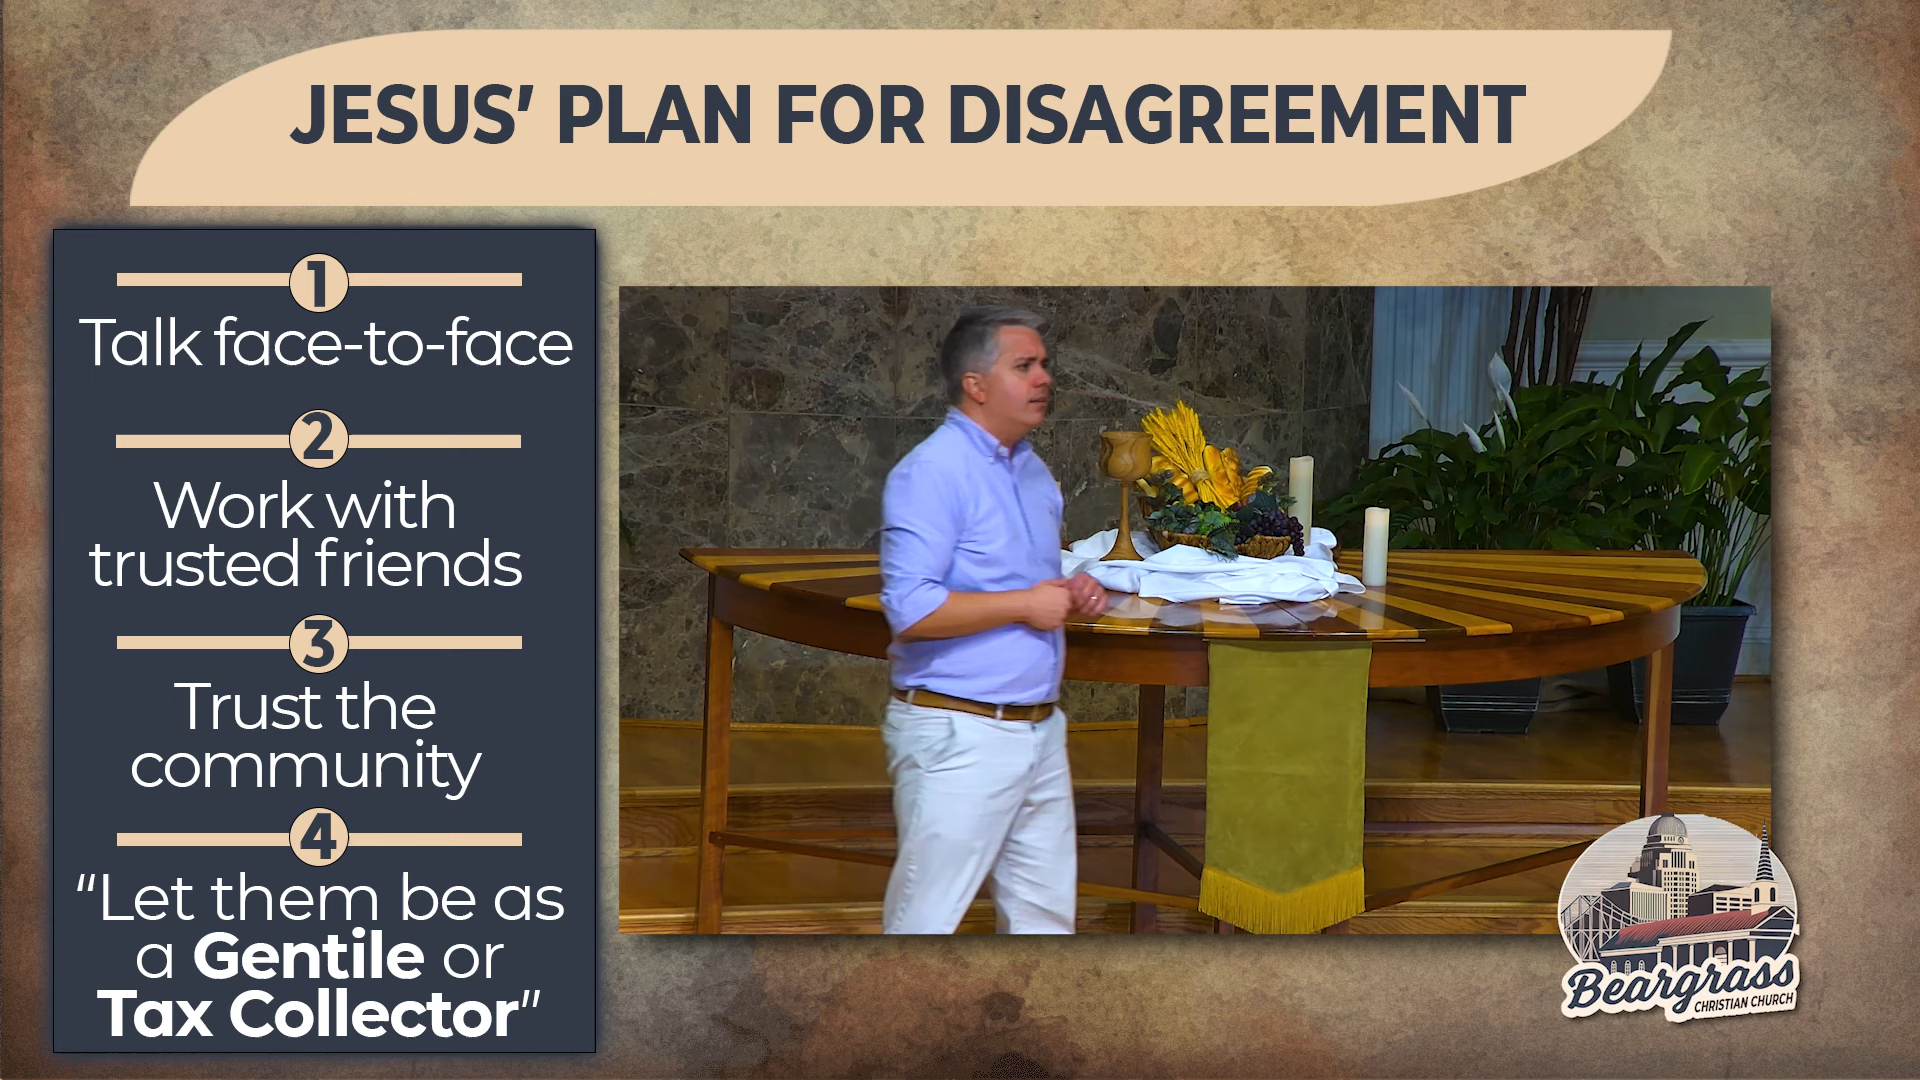 JESUS’ PLAN FOR DISAGREEMENT
1
Talk face-to-face
2
Work with
trusted friends
3
Trust the
community
4
“Let them be as
a Gentile or
Tax Collector”
Beargrass
CHRISTIAN CHURCH